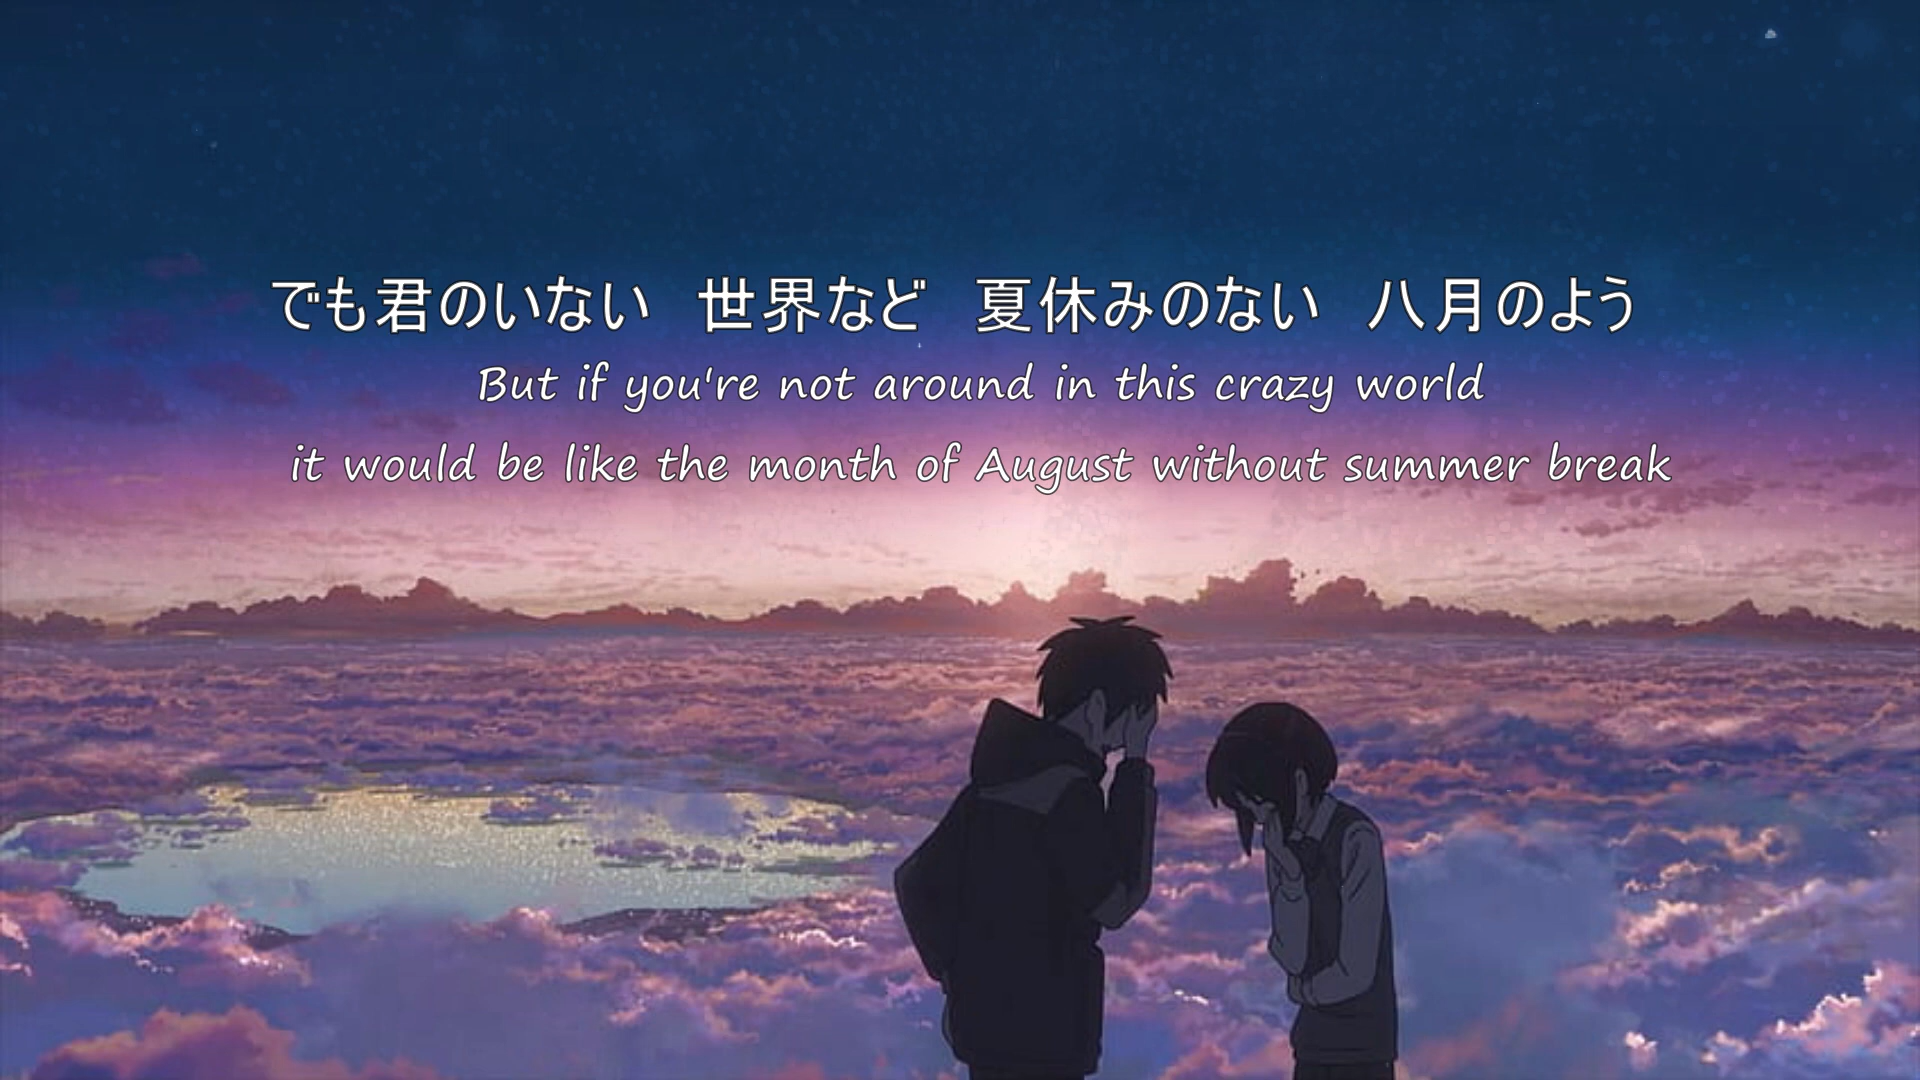 でも君のいない　世界など　夏休みのない　八月のよう
But if you're not around in this crazy world
it would be like the month of August without summer break